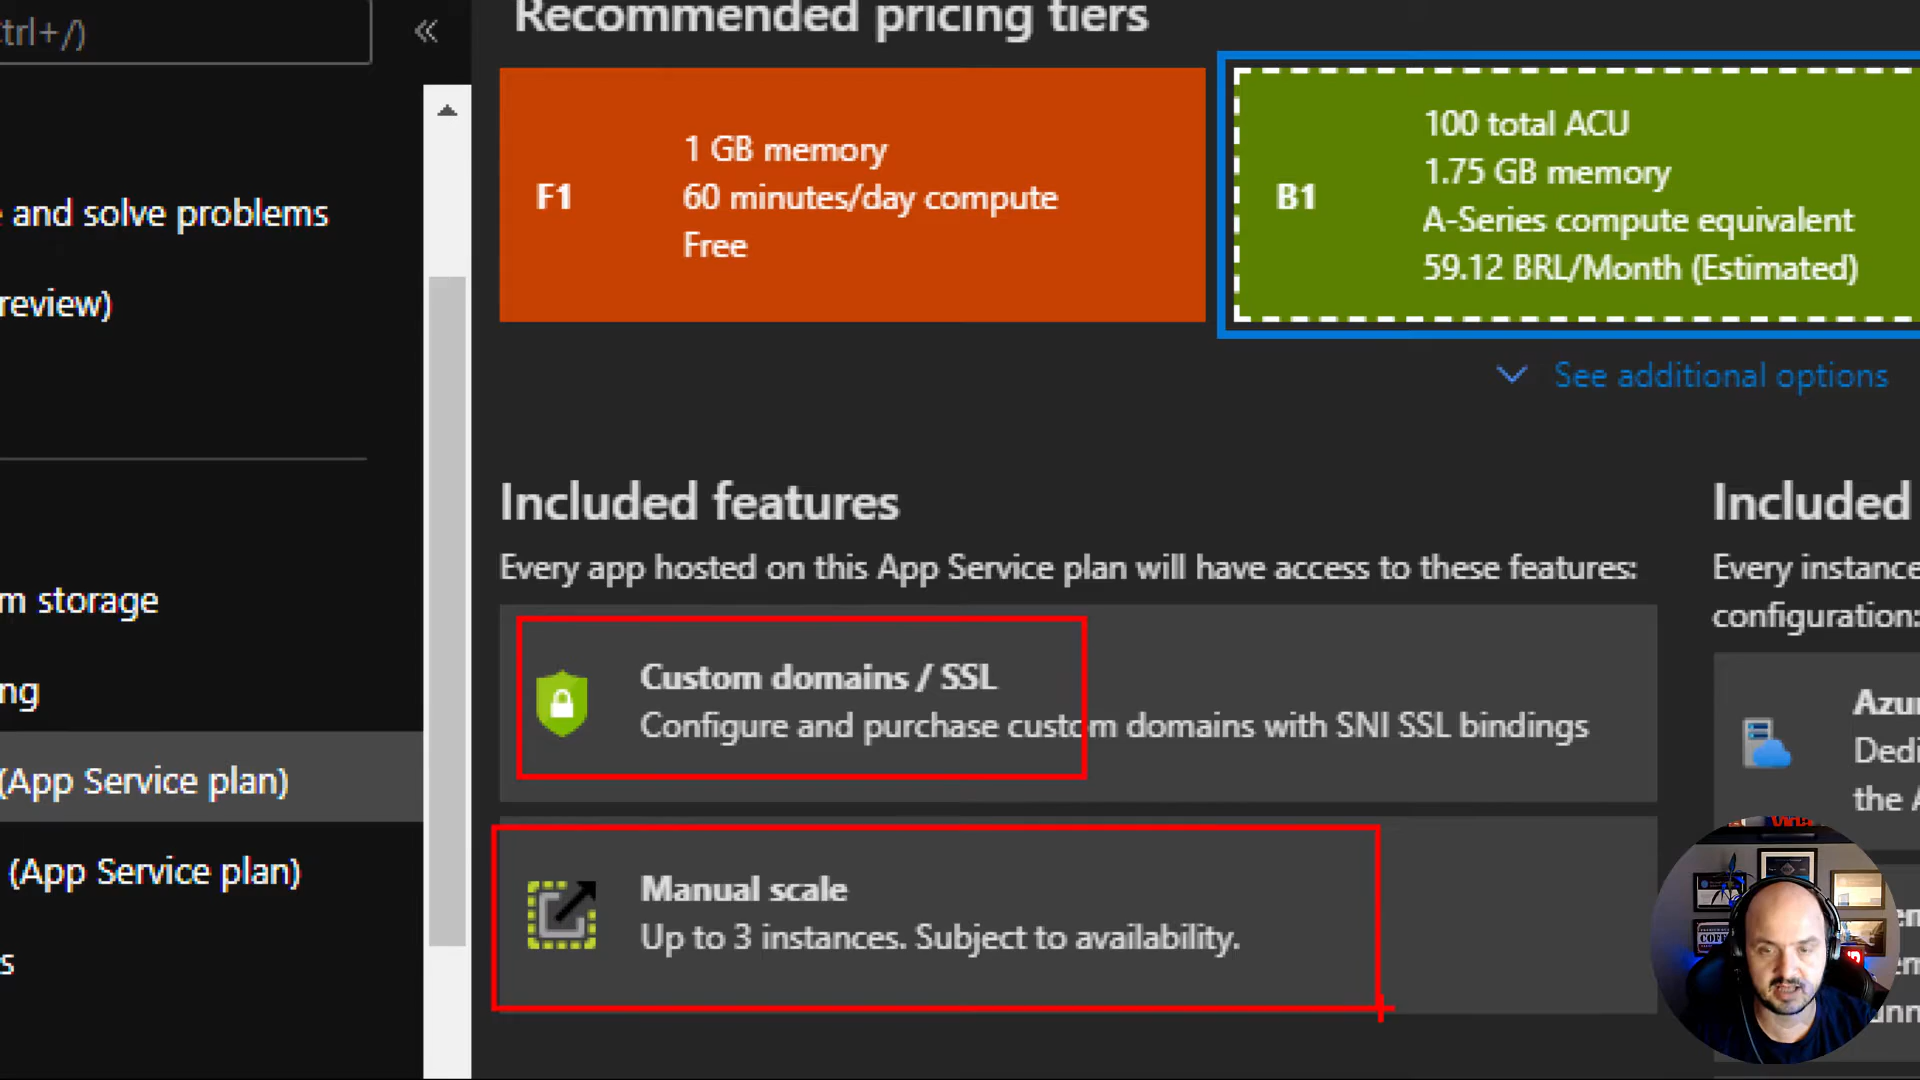 trl+/)
«
and solve problems
review)
m storage
ng
(App Service plan)
(App Service plan)
s
Recommended pricing tiers
F1
1 GB memory
60 minutes/day compute
Free
B1
100 total ACU
1.75 GB memory
A-Series compute equivalent
59.12 BRL/Month (Estimated)
See additional options
Included features
Every app hosted on this App Service plan will have access to these features:
Custom domains / SSL
Configure and purchase custom domains with SNI SSL bindings
Manual scale
Up to 3 instances. Subject to availability.
Included
Every instance
configuration:
Azu
Dedi
the A